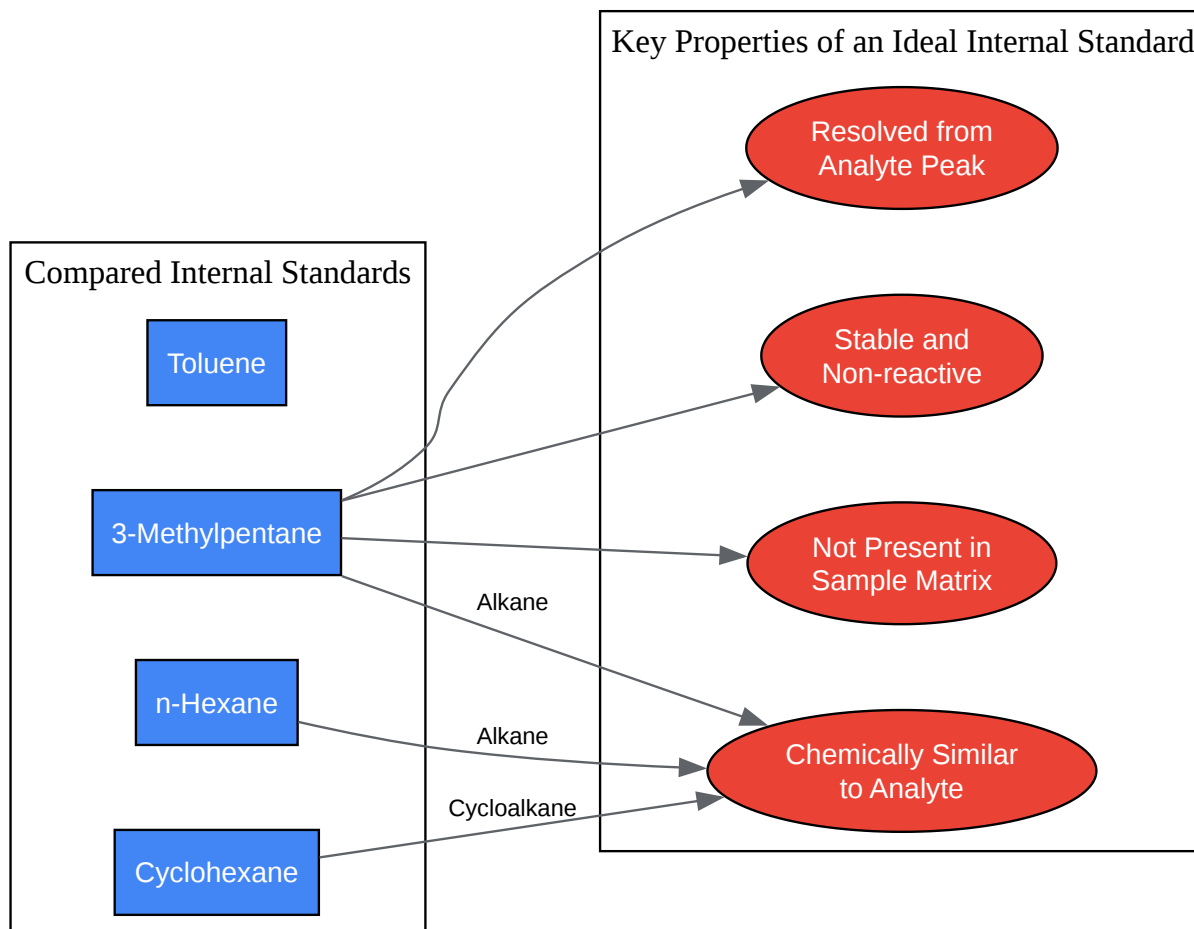 Key Properties of an Ideal Internal Standard
Resolved from
Analyte Peak
Stable and
Non-reactive
Not Present in
Sample Matrix
Chemically Similar
to Analyte
Compared Internal Standards
Toluene
3-Methylpentane
n-Hexane
Cyclohexane
Alkane
Alkane
Cycloalkane